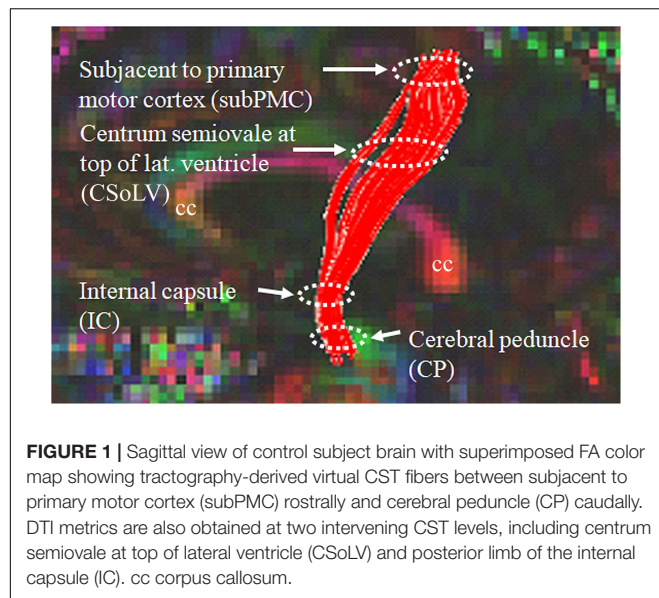 Subjacent to primary
motor cortex (subPMC)
Centrum semiovale at
top of lat. ventricle
(CSoLV)
cc
cc
Internal capsule
(IC)
Cerebral peduncle
(CP)
FIGURE 1 | Sagittal view of control subject brain with superimposed FA color
map showing tractography-derived virtual CST fibers between subjacent to
primary motor cortex (subPMC) rostrally and cerebral peduncle (CP) caudally.
DTI metrics are also obtained at two intervening CST levels, including centrum
semiovale at top of lateral ventricle (CSoLV) and posterior limb of the internal
capsule (IC). cc corpus callosum.